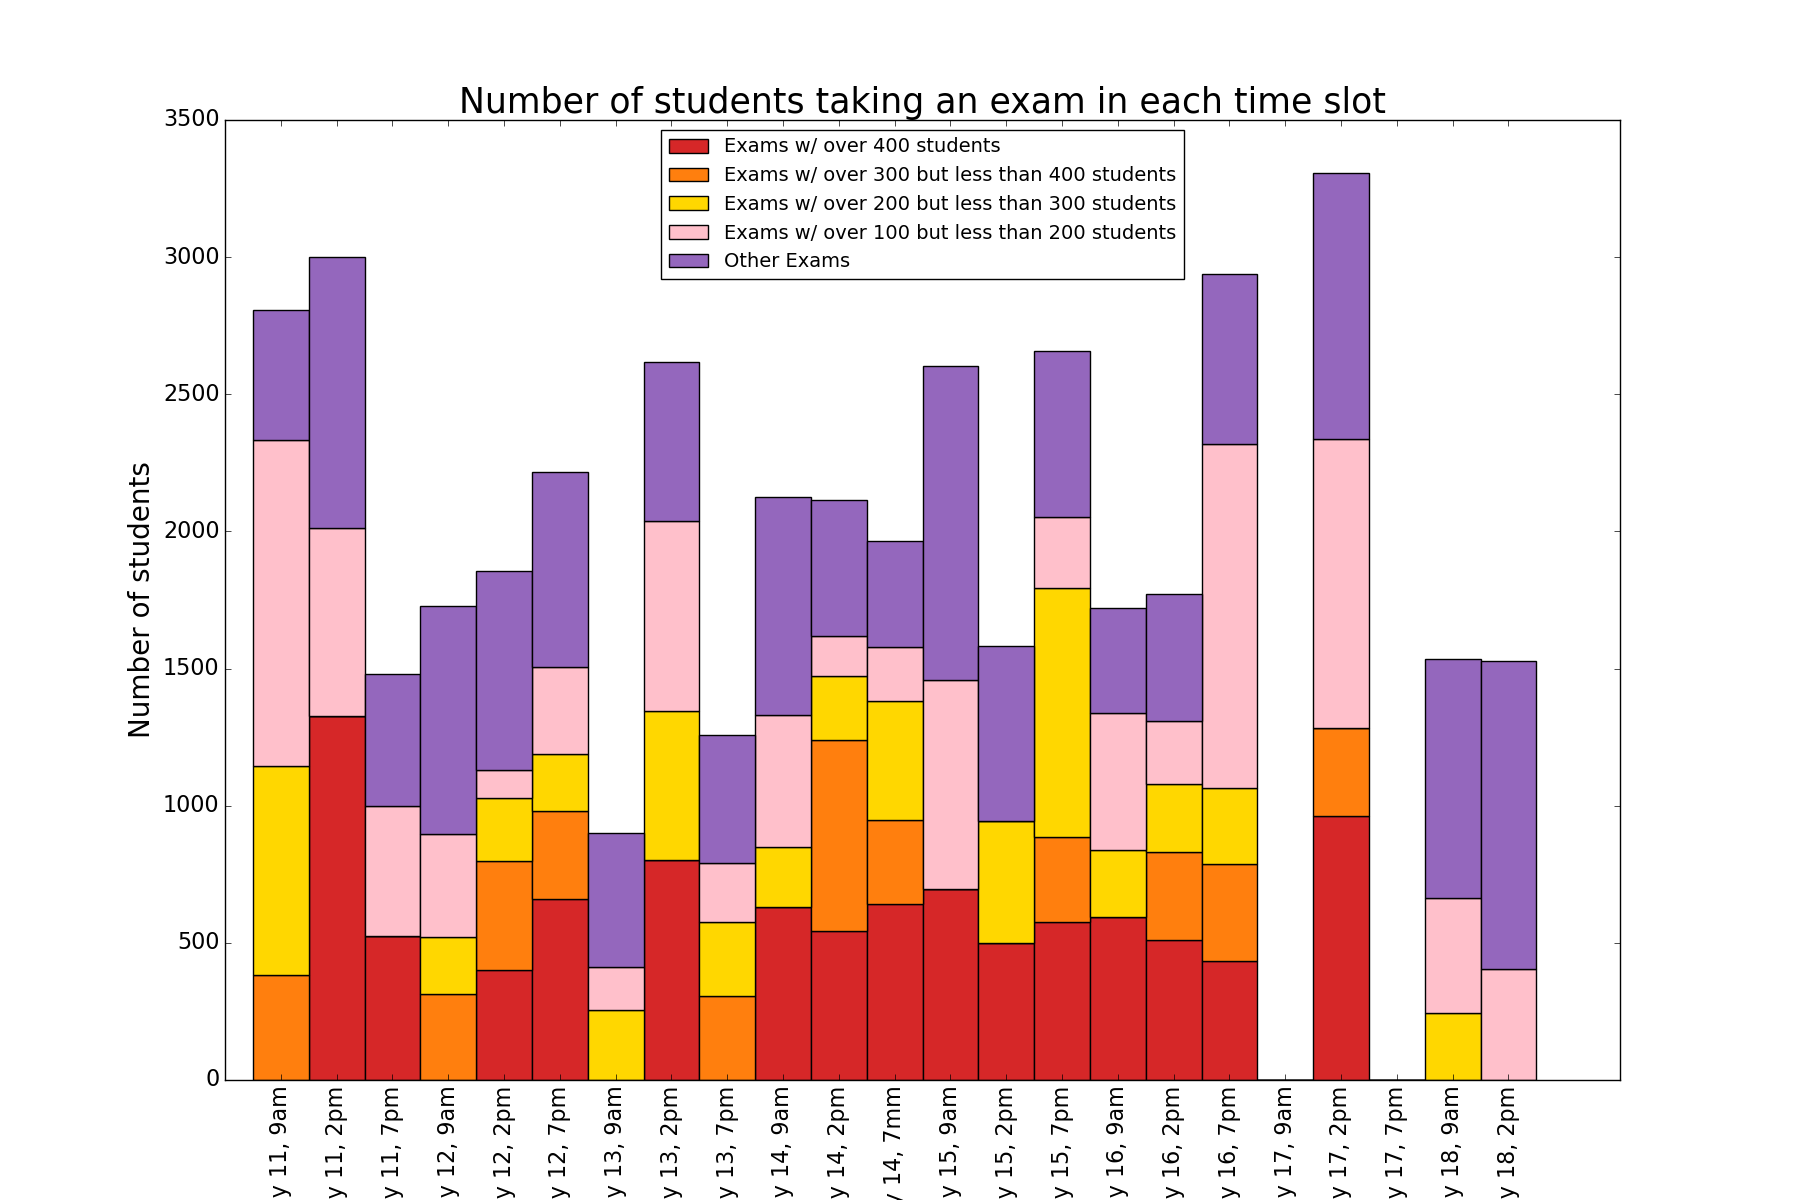 Number of students taking an exam in each time slot
Exams w/ over 400 students
Exams w/ over 300 but less than 400 students
Exams w/ over 200 but less than 300 students
Exams w/ over 100 but less than 200 students
Other Exams
Number of students
3500
3000
2500
2000
1500
1000
500
0
y 11, 9am
y 11, 2pm
y 11, 7pm
y 12, 9am
y 12, 2pm
y 12, 7pm
y 13, 9am
y 13, 2pm
y 13, 7pm
y 14, 9am
y 14, 2pm
y 14, 7mm
y 15, 9am
y 15, 2pm
y 15, 7pm
y 16, 9am
y 16, 2pm
y 16, 7pm
y 17, 9am
y 17, 2pm
y 17, 7pm
y 18, 9am
y 18, 2pm